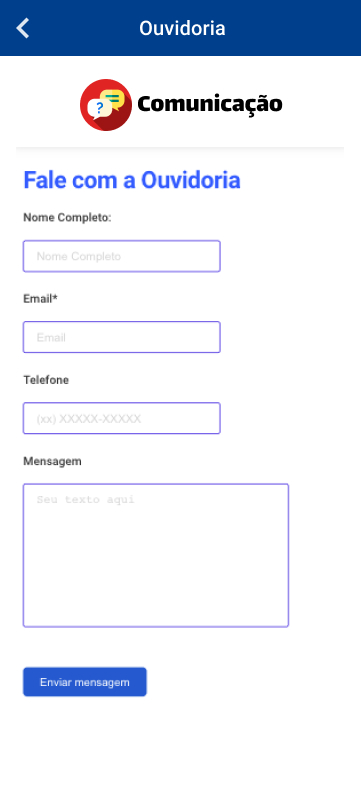 Ouvidoria
? Comunicação
Fale com a Ouvidoria
Nome Completo:
Nome Completo
Email*
Email
Telefone
(xx) XXXXX-XXXXX
Mensagem
Seu texto aqui
Enviar mensagem